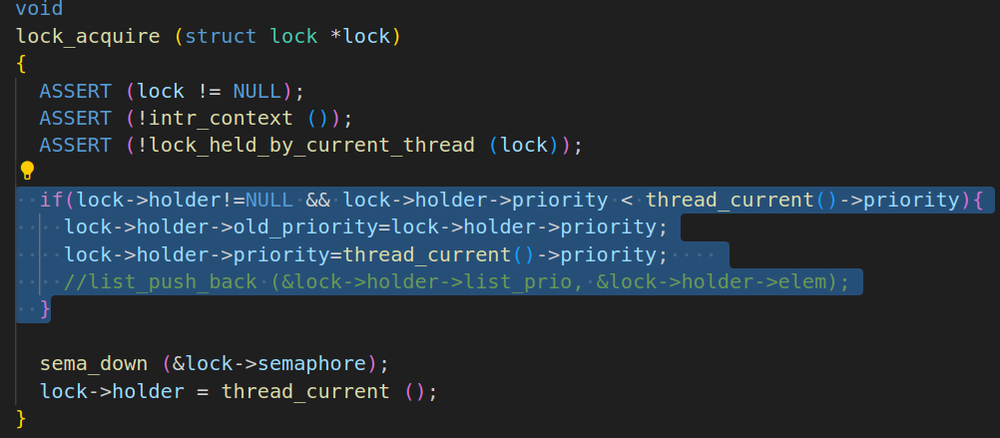 void
lock_acquire (struct lock *lock)
{
  ASSERT (lock != NULL);
  ASSERT (!intr_context ());
  ASSERT (!lock_held_by_current_thread (lock));
  if(lock->holder!=NULL && lock->holder->priority < thread_current()->priority){
    lock->holder->old_priority=lock->holder->priority;
    lock->holder->priority=thread_current()->priority;
    //list_push_back (&lock->holder->list_prio, &lock->holder->elem);
  }
  sema_down (&lock->semaphore);
  lock->holder = thread_current ();
}